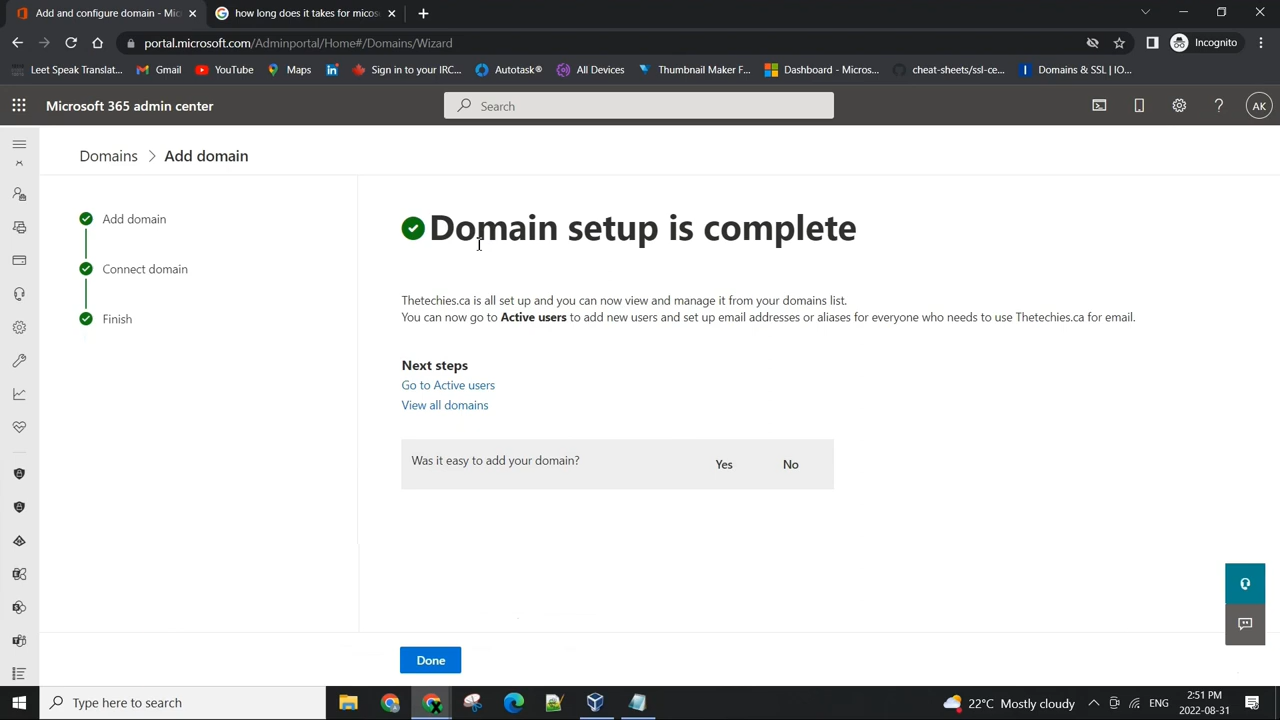 Add and configure domain - Mic
how long does it takes for micos
portal.microsoft.com/Adminportal/Home#/Domains/Wizard
Incognito
Leet Speak Translat...
Gmail
YouTube
Maps
Sign in to your IRC...
Autotask®
All Devices
Thumbnail Maker F...
Dashboard - Micros...
cheat-sheets/ssl-ce...
Domains & SSL | IO...
Microsoft 365 admin center
Search
AK
Domains > Add domain
Add domain
Connect domain
Finish
Domain setup is complete
Thetechies.ca is all set up and you can now view and manage it from your domains list.
You can now go to Active users to add new users and set up email addresses or aliases for everyone who needs to use Thetechies.ca for email.
Next steps
Go to Active users
View all domains
Was it easy to add your domain?
Yes
No
Done
Type here to search
22°C Mostly cloudy
ENG
2:51 PM
2022-08-31